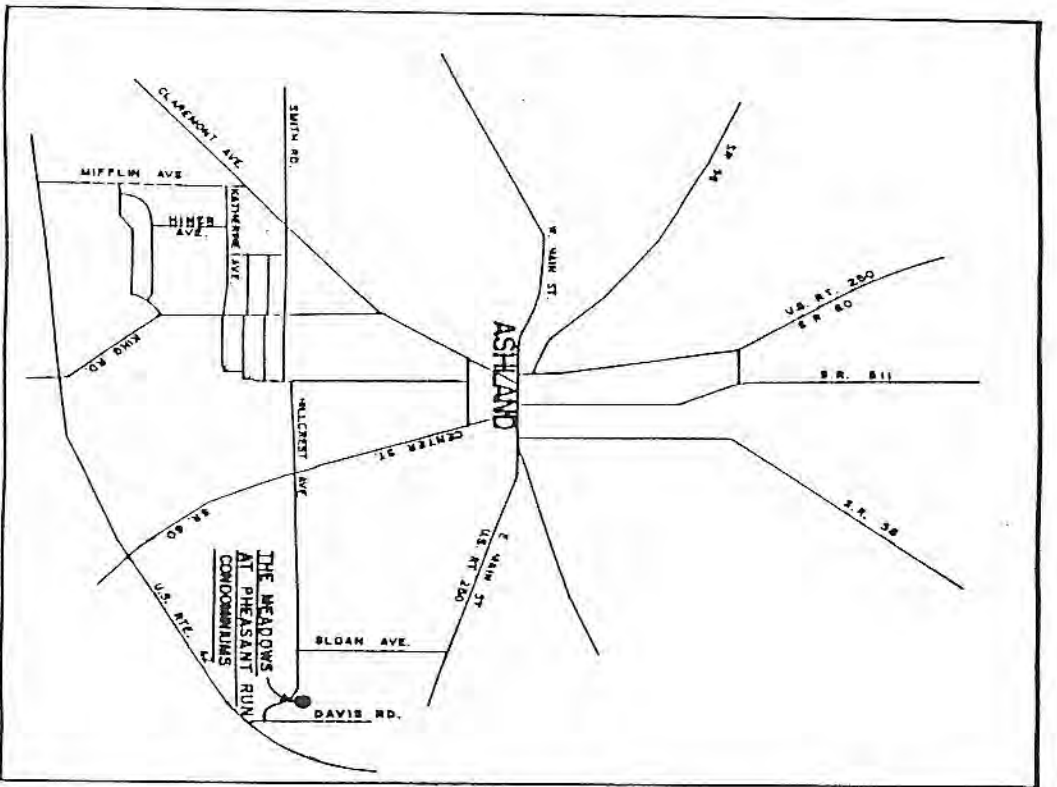 CLAREMONT AVE.
SMITH RD.
MIFFLIN AVE.
HINER
AVE.
KATHERINE AVE.
KING RD
W. MAIN ST.
ASHLAND
U.S. RT. 250
S R 60
S.R. 511
S.R. 58
HILLCREST AVE
CENTER ST.
S.R. 60
E MAIN ST
U.S. RT 250
U.S. RTE.
THE MEADOWS
AT PHEASANT RUN
CONDOMINIUMS
SLOAN AVE.
DAVIS RD.